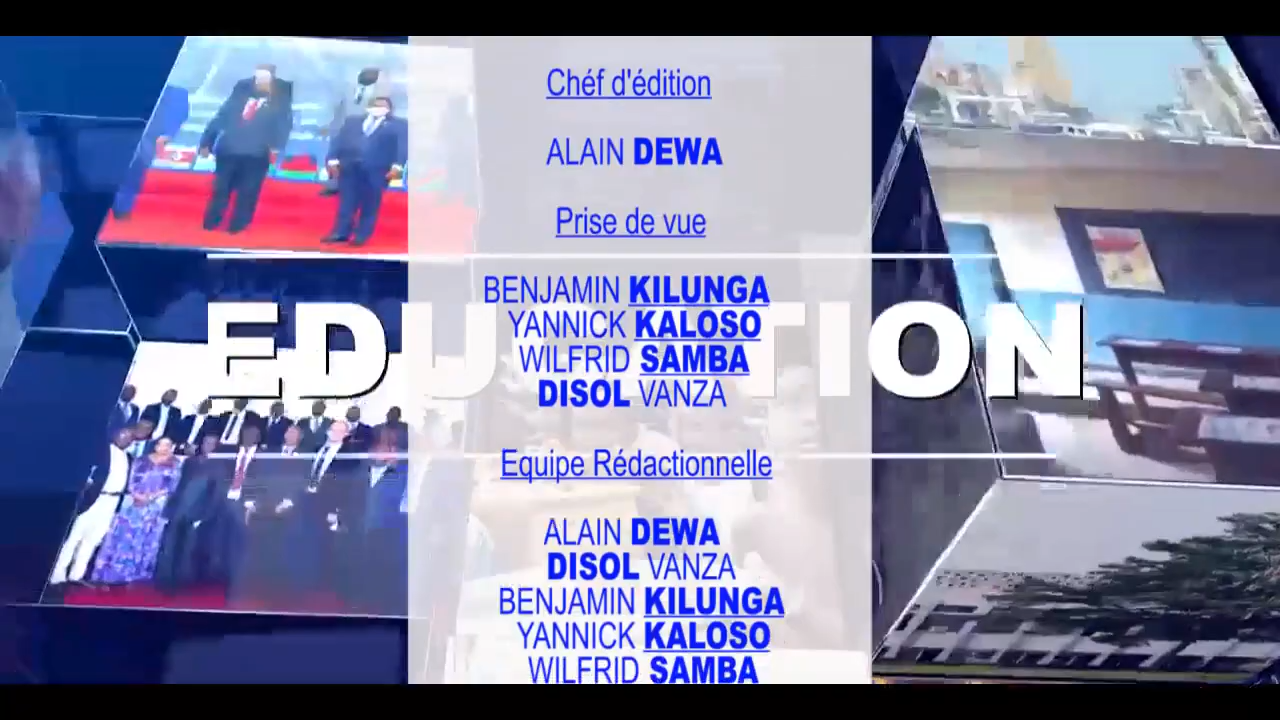 Chéf d'édition
ALAIN DEWA
Prise de vue
BENJAMIN KILUNGA
YANNICK KALOSO
WILFRID SAMBA
DISOL VANZA
EDUCATION
Equipe Rédactionnelle
ALAIN DEWA
DISOL VANZA
BENJAMIN KILUNGA
YANNICK KALOSO
WILFRID SAMBA